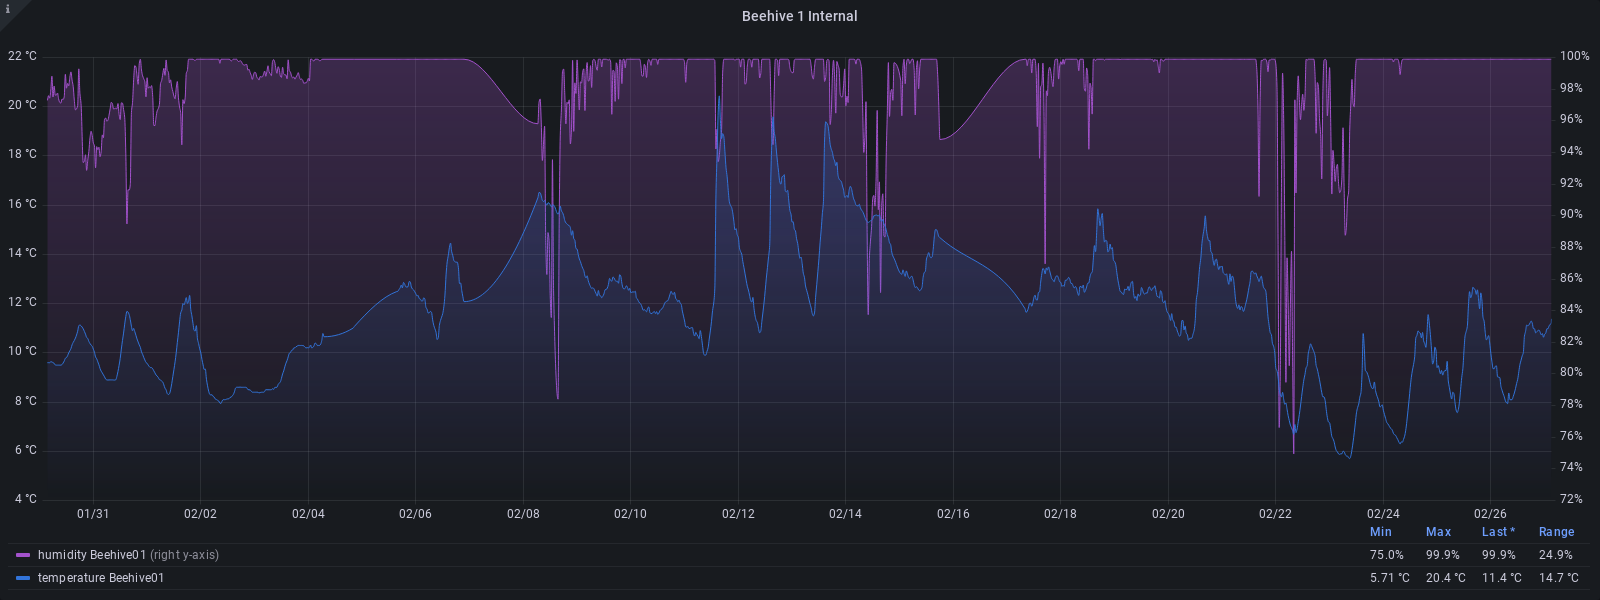 i
Beehive 1 Internal
22 °C 100%
20 °C 98%
18 °C 96%
16 °C 94%
14 °C 92%
12 °C 90%
10 °C 88%
8 °C 86%
6 °C 84%
4 °C 82%
80%
78%
76%
74%
72%
01/31 02/02 02/04 02/06 02/08 02/10 02/12 02/14 02/16 02/18 02/20 02/22 02/24 02/26
Min Max Last * Range
humidity Beehive01 (right y-axis) 75.0% 99.9% 99.9% 24.9%
temperature Beehive01 5.71 °C 20.4 °C 11.4 °C 14.7 °C